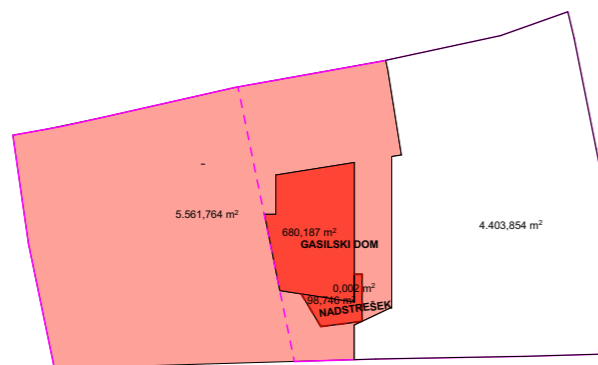 -
5.561,764 m²
680,187 m²
GASILSKI DOM
4.403,854 m²
0,002 m²
98,746 m²
NADSTREŠEK